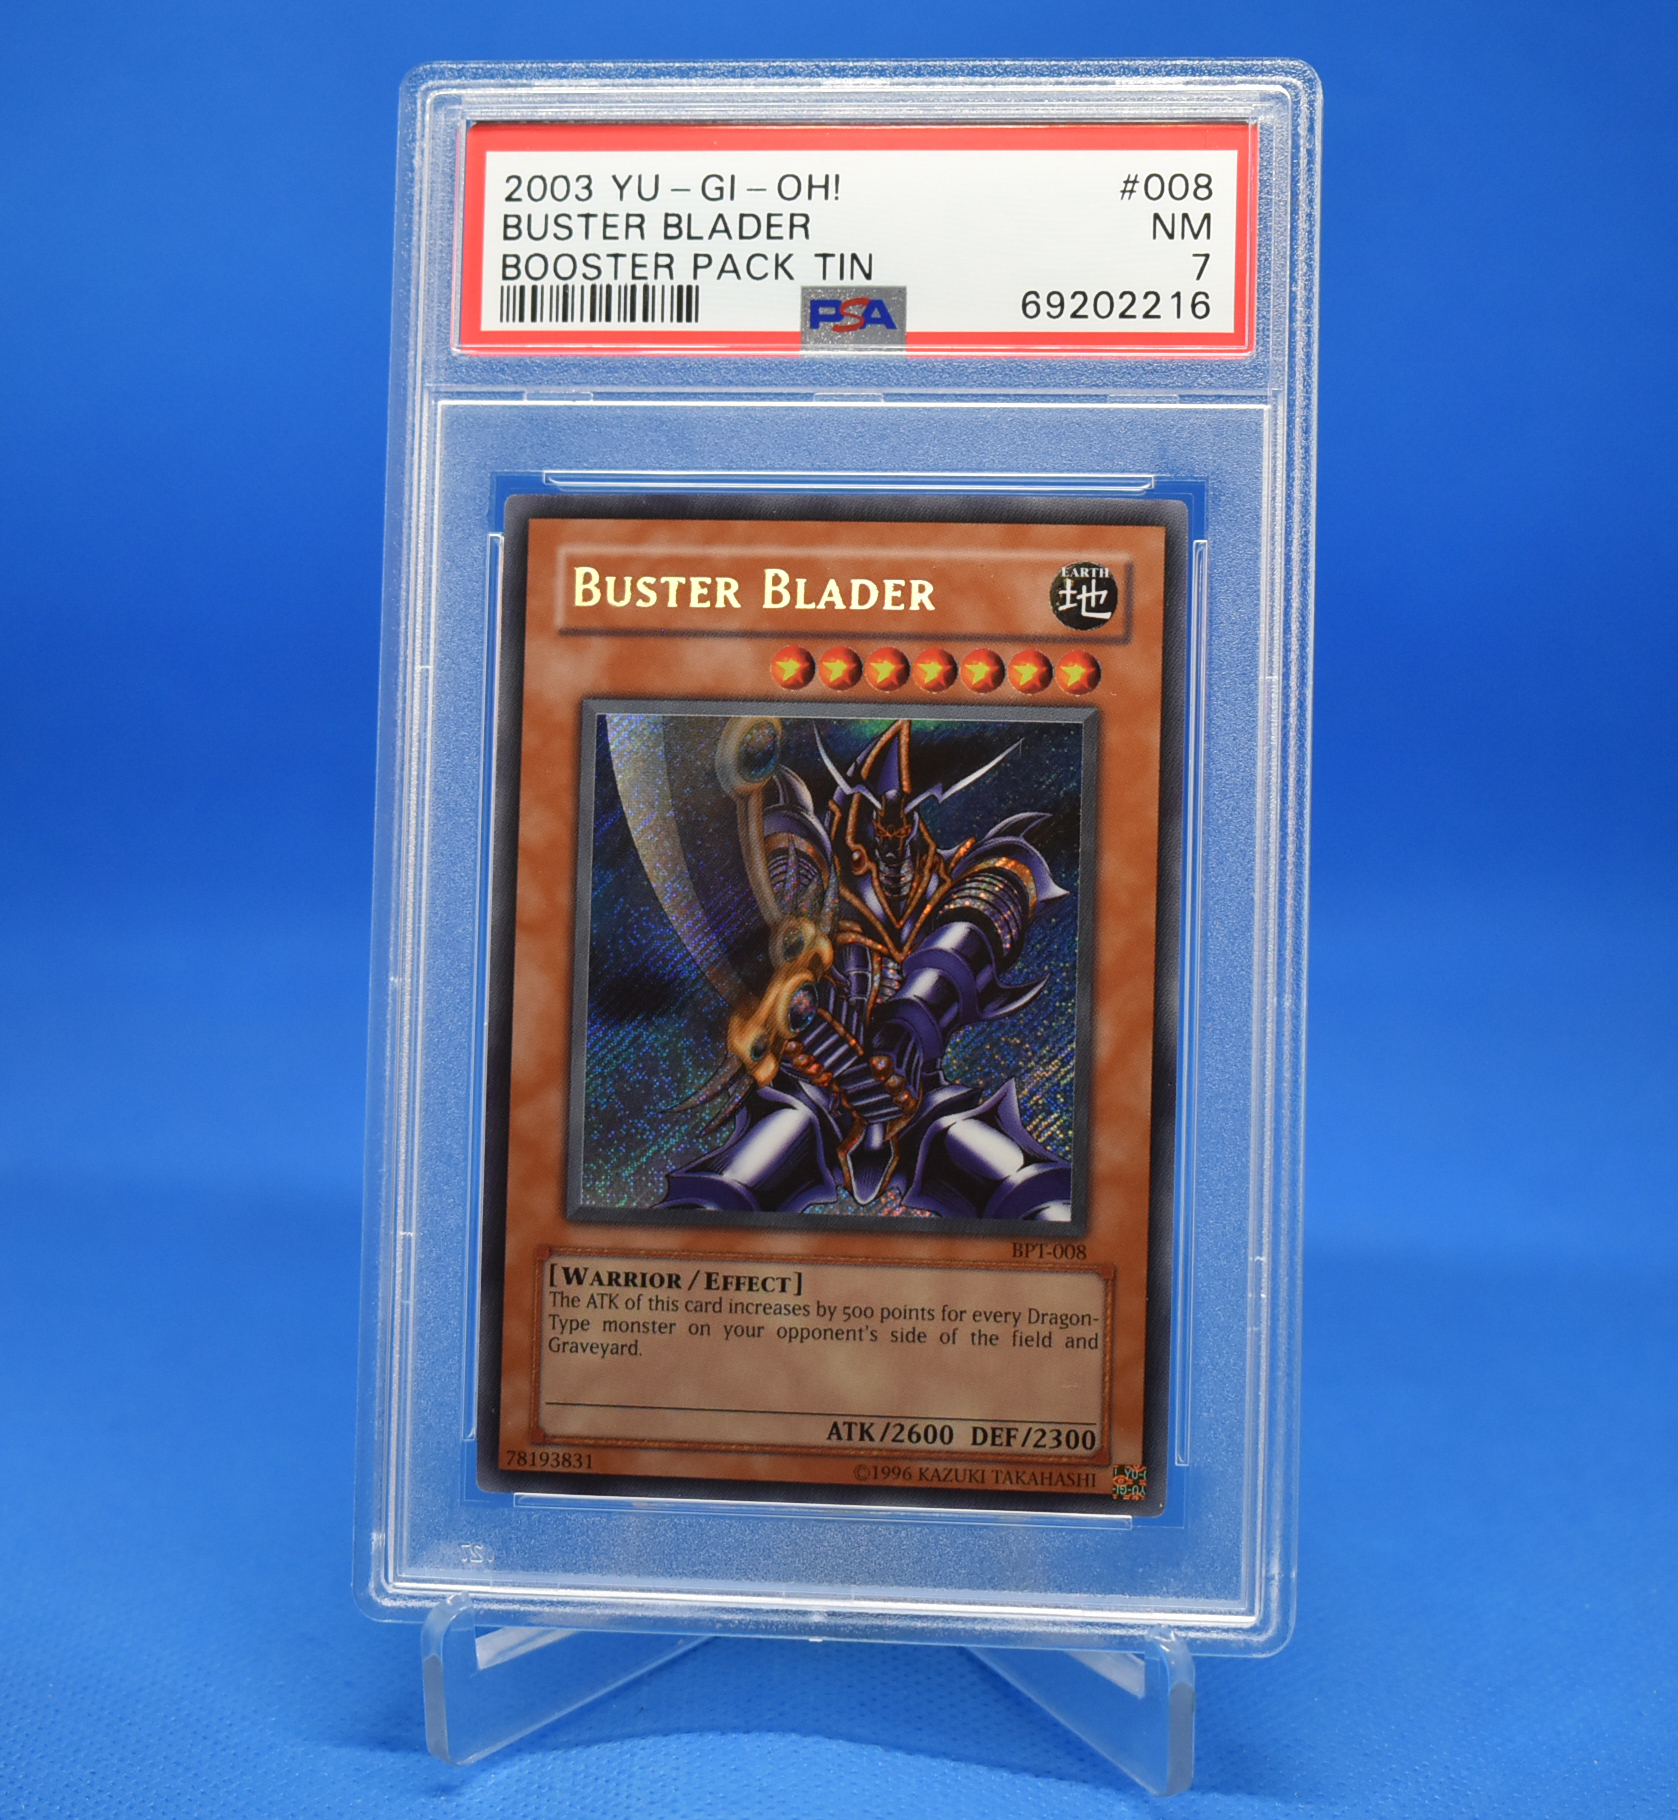 2003 YU-GI-OH! #008
BUSTER BLADER NM
BOOSTER PACK TIN 7
PSA 69202216
BUSTER BLADER
EARTH
地
BPT-008
[WARRIOR/EFFECT]
The ATK of this card increases by 500 points for every Dragon-
Type monster on your opponent's side of the field and
Graveyard.
ATK/2600 DEF/2300
78193831
©1996 KAZUKI TAKAHASHI